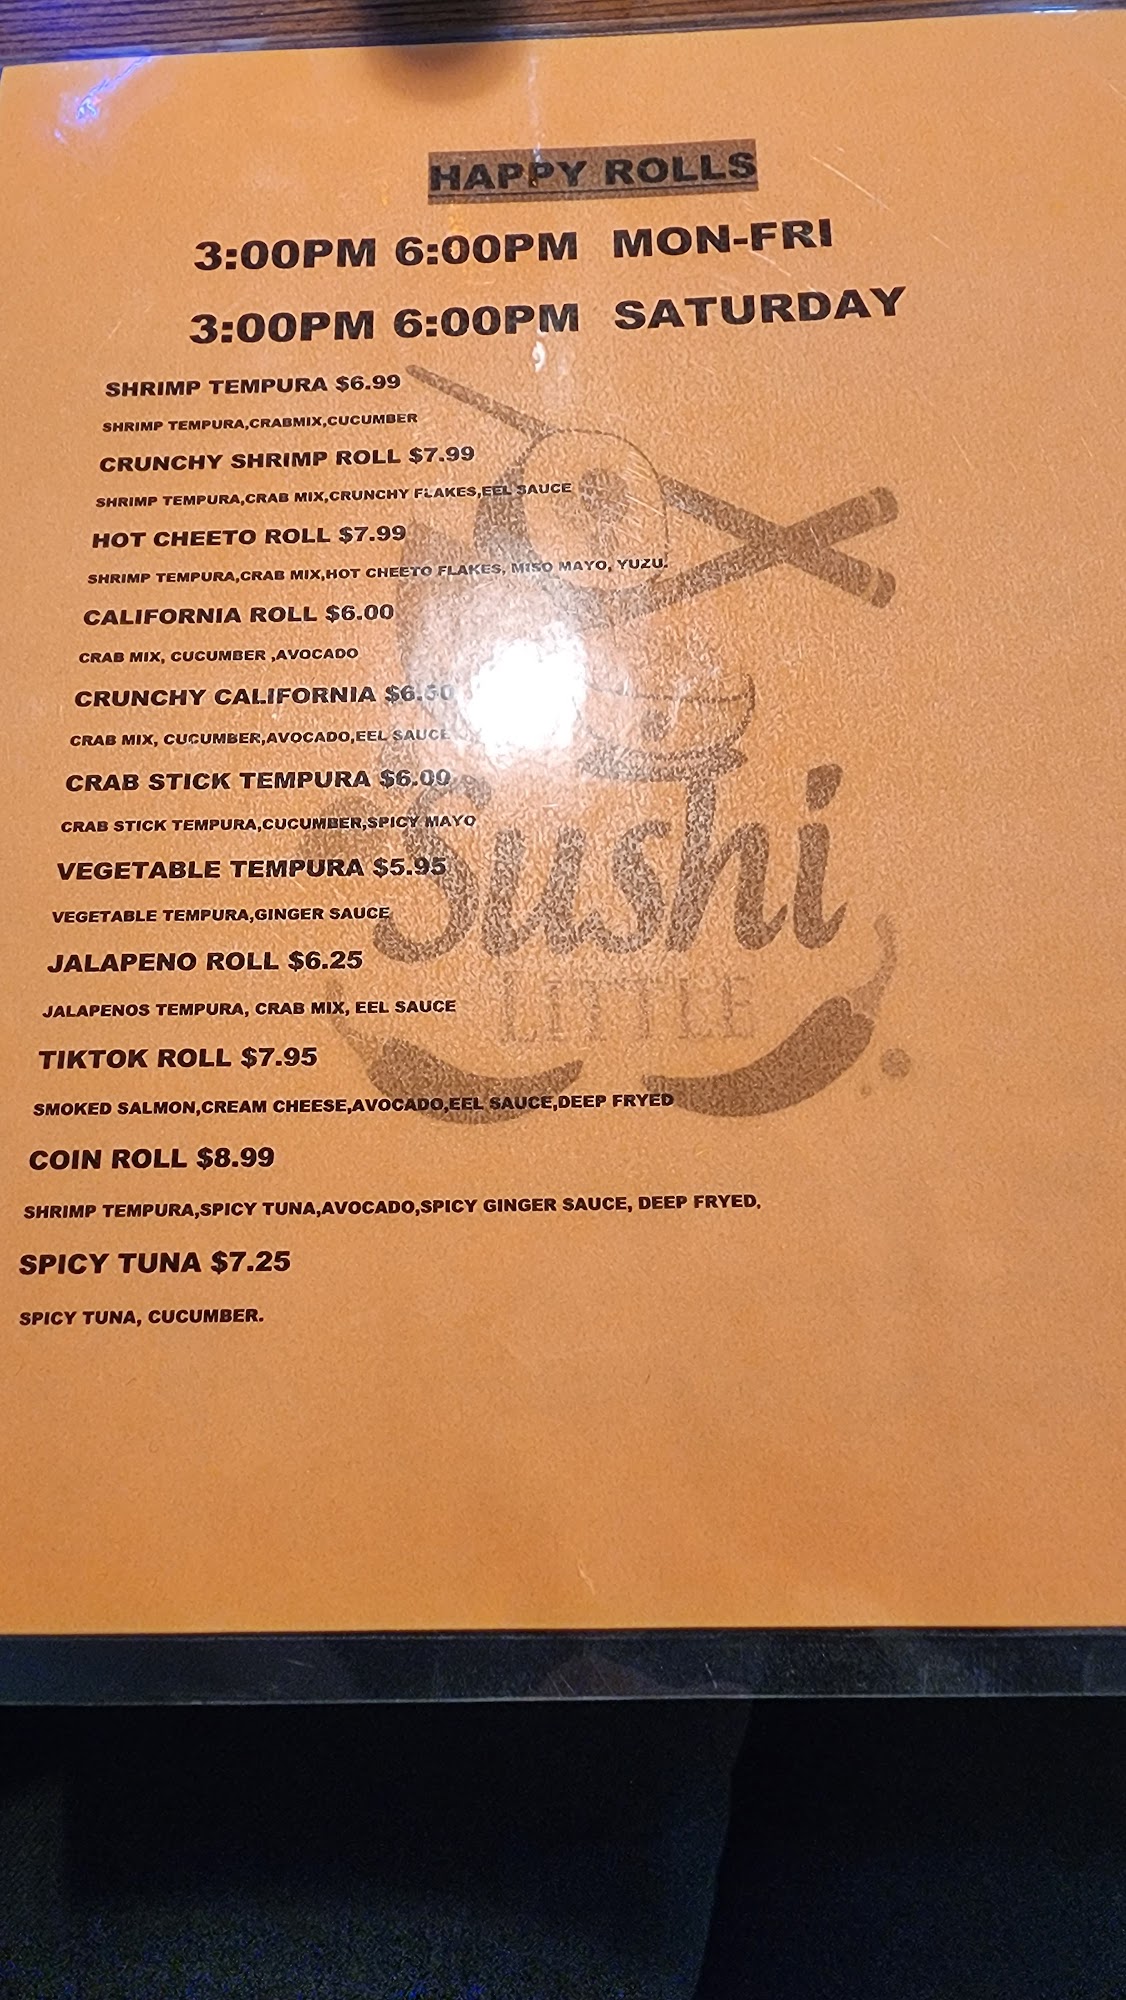 HAPPY ROLLS
3:00PM 6:00PM MON-FRI
3:00PM 6:00PM SATURDAY
SHRIMP TEMPURA $6.99
SHRIMP TEMPURA,CRABMIX,CUCUMBER
CRUNCHY SHRIMP ROLL $7.99
SHRIMP TEMPURA,CRAB MIX,CRUNCHY FLAKES,EEL SAUCE
HOT CHEETO ROLL $7.99
SHRIMP TEMPURA,CRAB MIX,HOT CHEETO FLAKES, MISO MAYO, YUZU.
CALIFORNIA ROLL $6.00
CRAB MIX, CUCUMBER ,AVOCADO
CRUNCHY CALIFORNIA $6.50
CRAB MIX, CUCUMBER,AVOCADO,EEL SAUCE
CRAB STICK TEMPURA $6.00
CRAB STICK TEMPURA,CUCUMBER,SPICY MAYO
VEGETABLE TEMPURA $5.95
VEGETABLE TEMPURA,GINGER SAUCE
JALAPENO ROLL $6.25
JALAPENOS TEMPURA, CRAB MIX, EEL SAUCE
TIKTOK ROLL $7.95
SMOKED SALMON,CREAM CHEESE,AVOCADO,EEL SAUCE,DEEP FRYED
COIN ROLL $8.99
SHRIMP TEMPURA,SPICY TUNA,AVOCADO,SPICY GINGER SAUCE, DEEP FRYED,
SPICY TUNA $7.25
SPICY TUNA, CUCUMBER.
Sushi
LITTLE